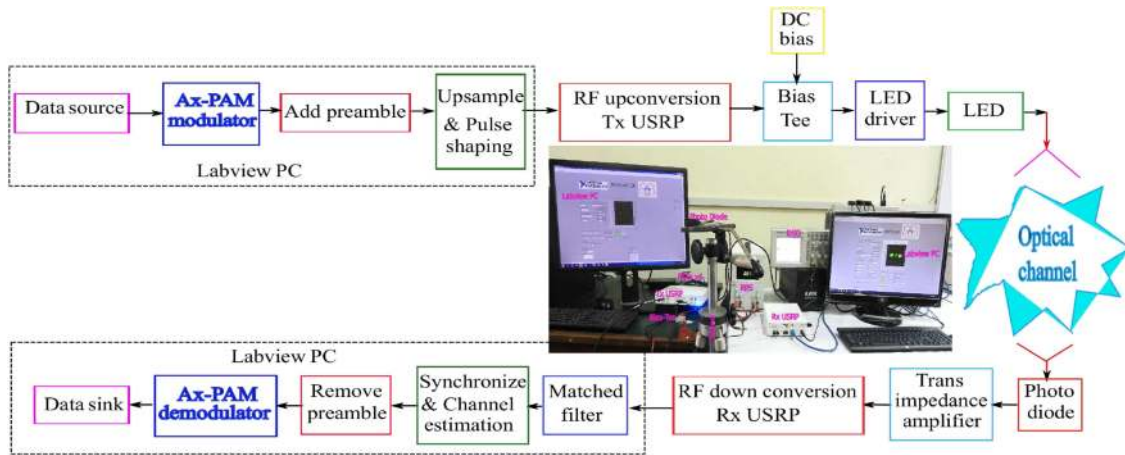 DC
bias
Data source
Ax-PAM
modulator
Add preamble
Upsample
& Pulse
shaping
RF upconversion
Tx USRP
Bias
Tee
LED
driver
LED
Labview PC
Labview PC
Photo Diode
Labview PC
Rx USRP
RPS
Rx USRP
Optical
channel
Labview PC
Data sink
Ax-PAM
demodulator
Remove
preamble
Synchronize
& Channel
estimation
Matched
filter
RF down conversion
Rx USRP
Trans
impedance
amplifier
Photo
diode